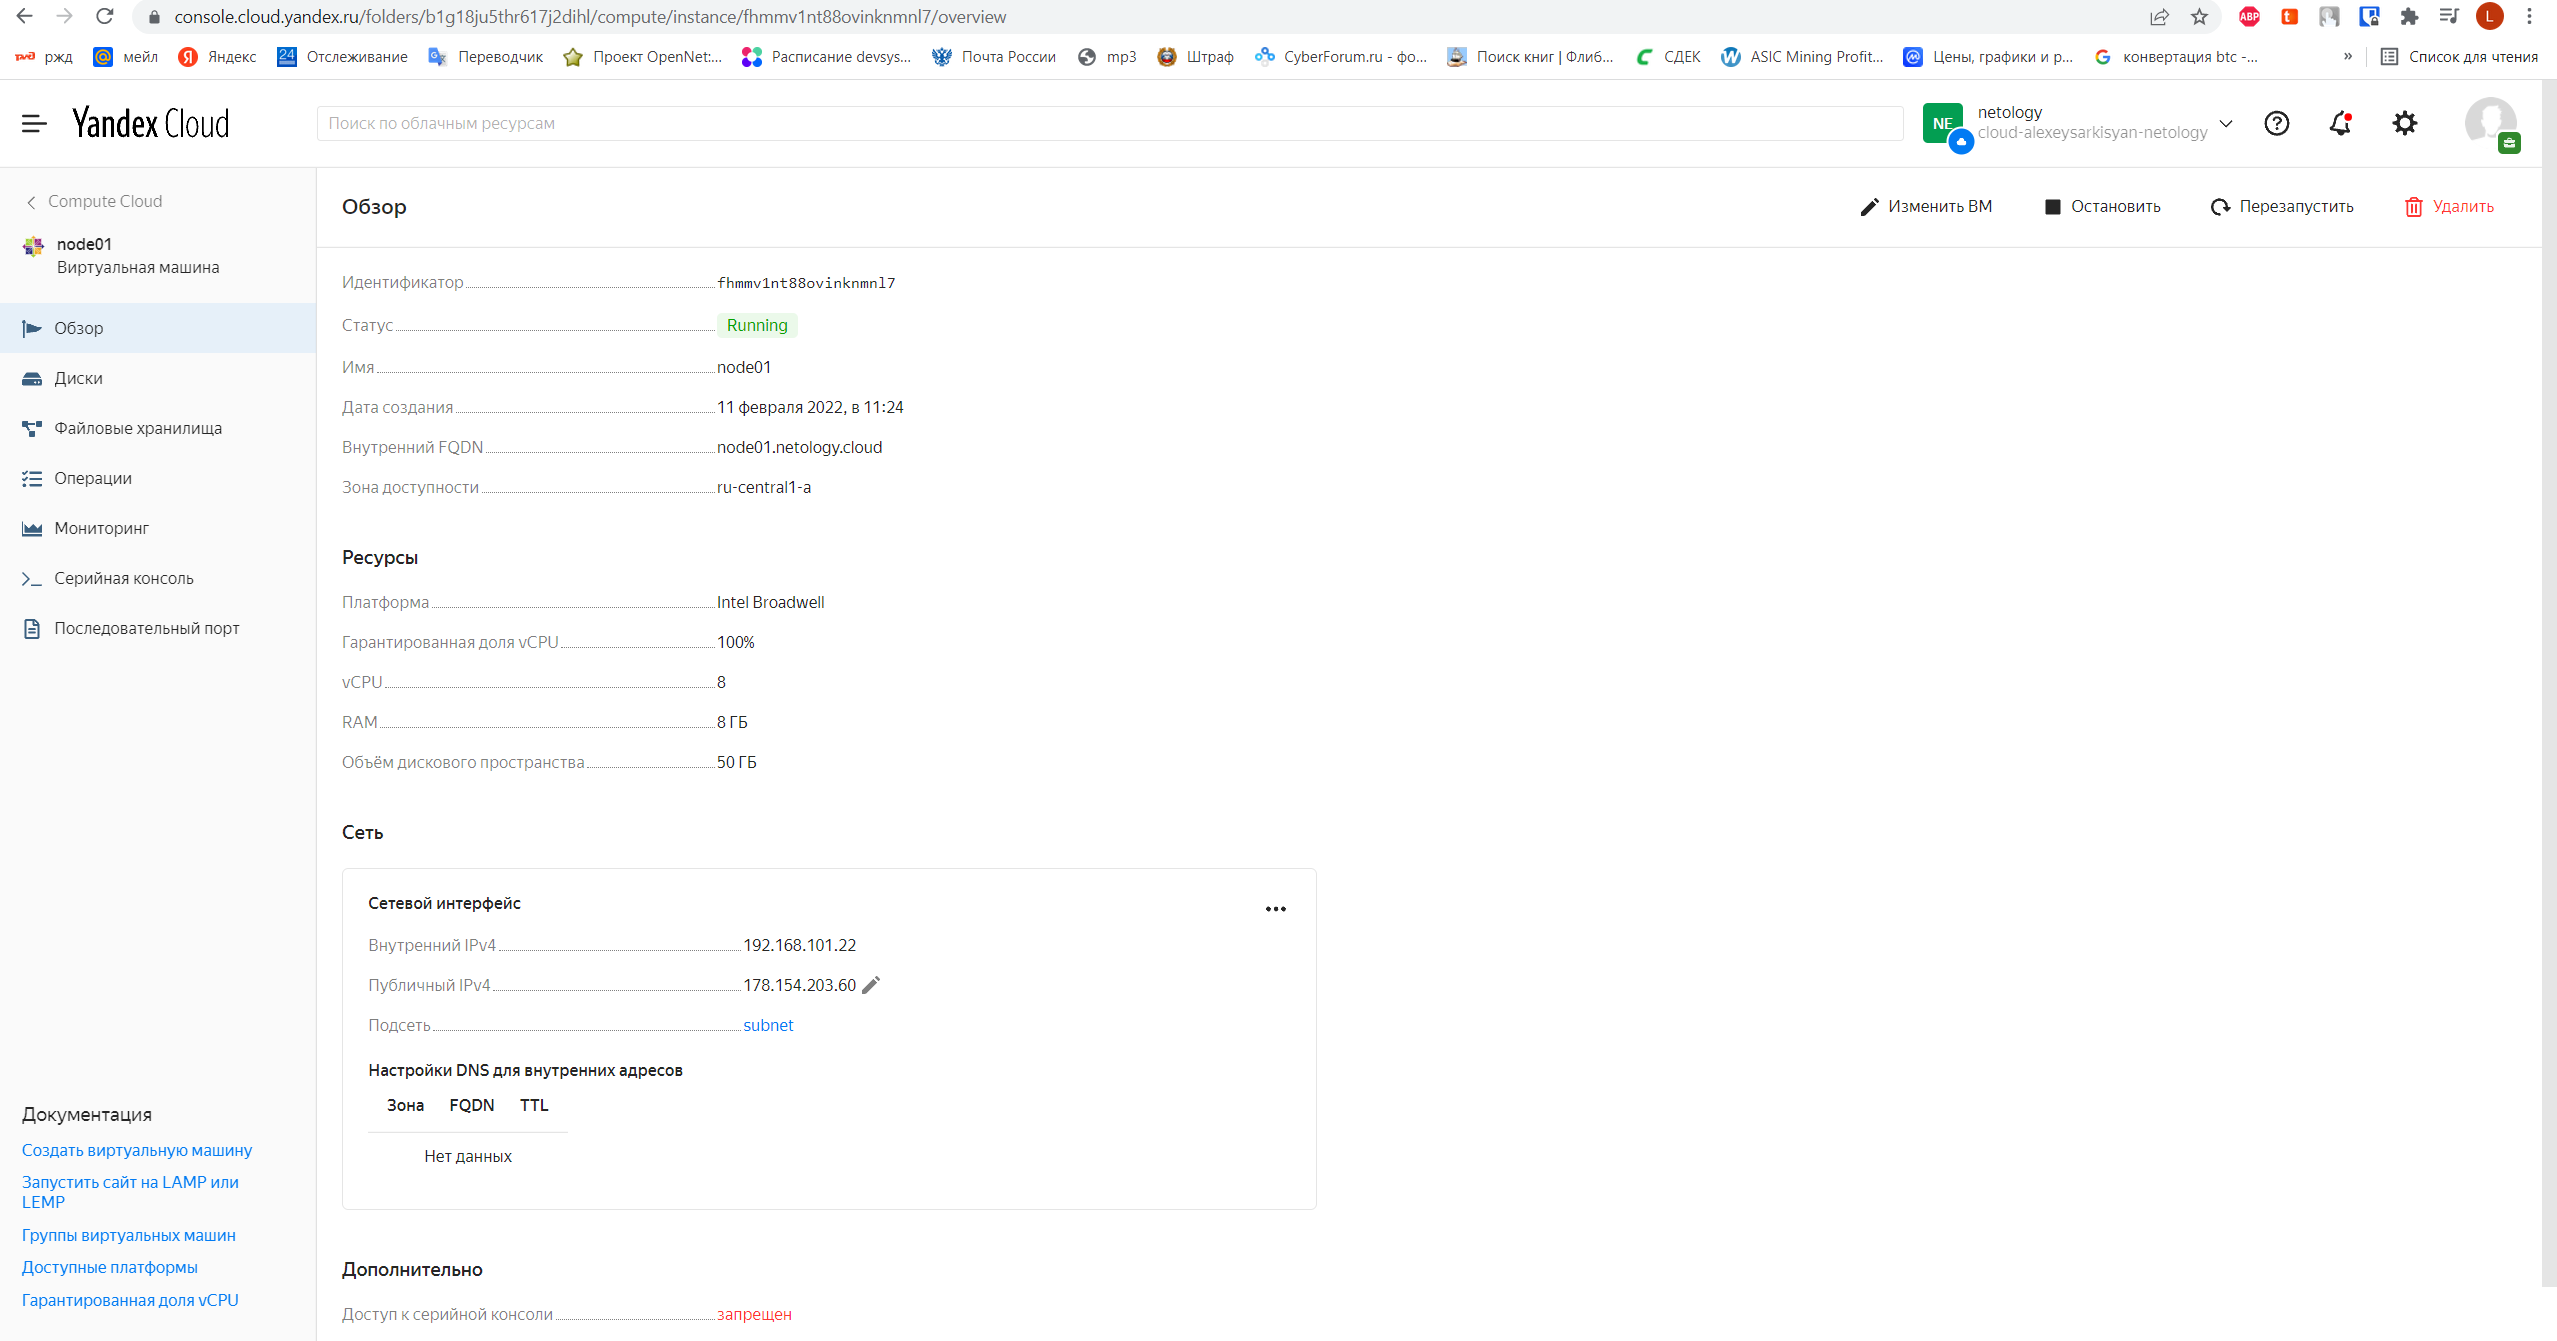 console.cloud.yandex.ru/folders/b1g18ju5thr617j2dihl/compute/instance/fhmmv1nt88ovinknmnl7/overview
ABP t L
ржд мейл Яндекс 24 Отслеживание Переводчик Проект OpenNet:... Расписание devsys... Почта России mp3 Штраф CyberForum.ru - фо... Поиск книг | Флиб... СДЕК ASIC Mining Profit... Цены, графики и р... конвертация btc -... » Список для чтения
Yandex Cloud
Поиск по облачным ресурсам
NE
netology
cloud-alexeysarkisyan-netology
Compute Cloud
node01
Виртуальная машина
Обзор
Диски
Файловые хранилища
Операции
Мониторинг
Серийная консоль
Последовательный порт
Документация
Создать виртуальную машину
Запустить сайт на LAMP или
LEMP
Группы виртуальных машин
Доступные платформы
Гарантированная доля vCPU
Обзор
Изменить ВМ Остановить Перезапустить Удалить
Идентификатор fhmmv1nt88ovinknmnl7
Статус Running
Имя node01
Дата создания 11 февраля 2022, в 11:24
Внутренний FQDN node01.netology.cloud
Зона доступности ru-central1-a
Ресурсы
Платформа Intel Broadwell
Гарантированная доля vCPU 100%
vCPU 8
RAM 8 ГБ
Объём дискового пространства 50 ГБ
Сеть
Сетевой интерфейс
Внутренний IPv4 192.168.101.22
Публичный IPv4 178.154.203.60
Подсеть subnet
Настройки DNS для внутренних адресов
Зона FQDN TTL
Нет данных
Дополнительно
Доступ к серийной консоли запрещен